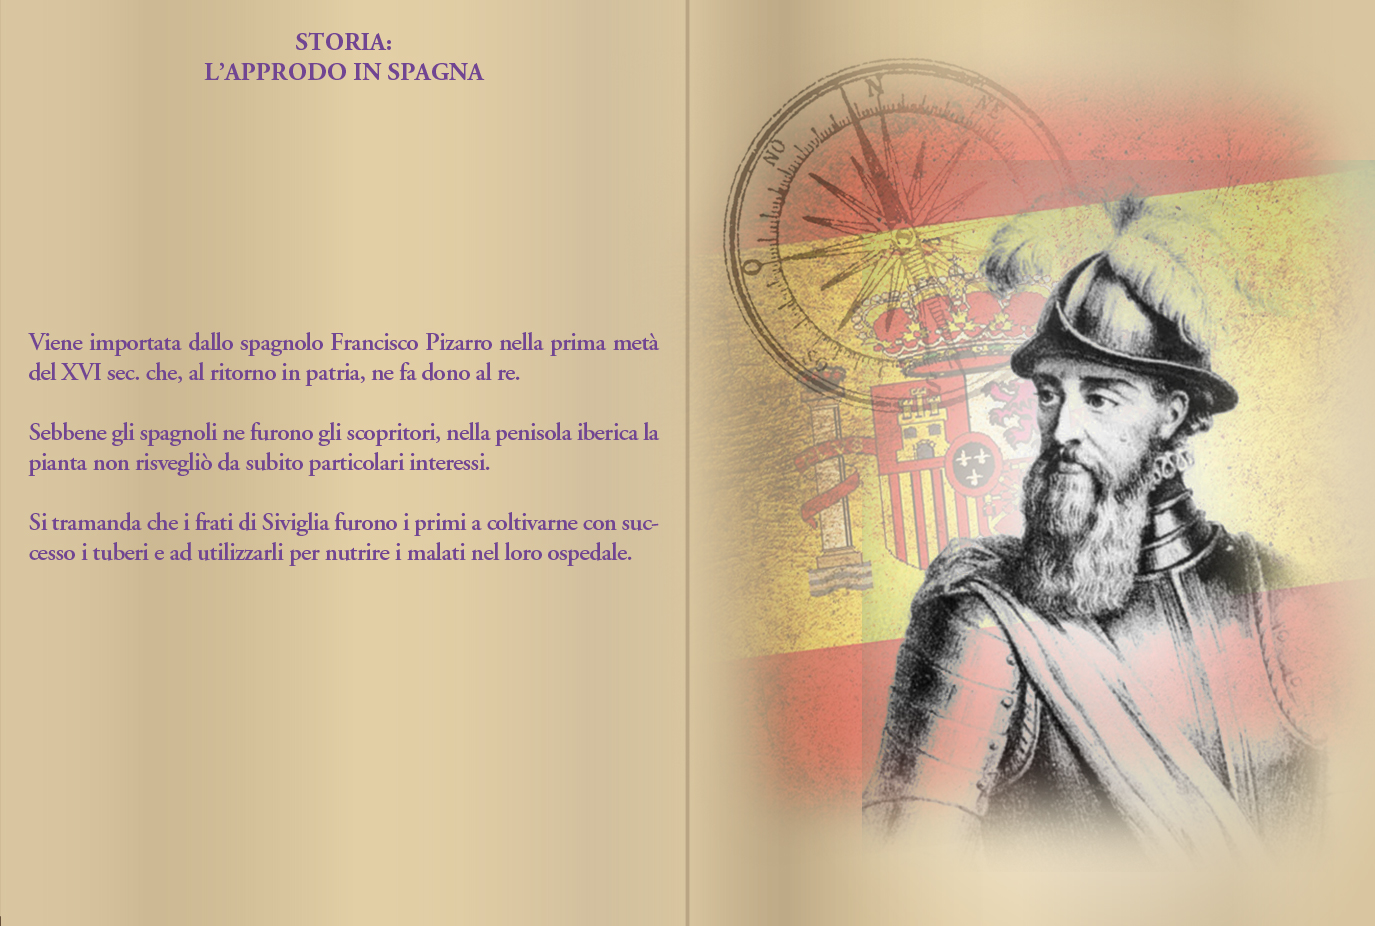 STORIA:
L’APPRODO IN SPAGNA
Viene importata dallo spagnolo Francisco Pizarro nella prima metà
del XVI sec. che, al ritorno in patria, ne fa dono al re.
Sebbene gli spagnoli ne furono gli scopritori, nella penisola iberica la
pianta non risvegliò da subito particolari interessi.
Si tramanda che i frati di Siviglia furono i primi a coltivarne con suc-
cesso i tuberi e ad utilizzarli per nutrire i malati nel loro ospedale.
N
NE
NO
O
SO
S